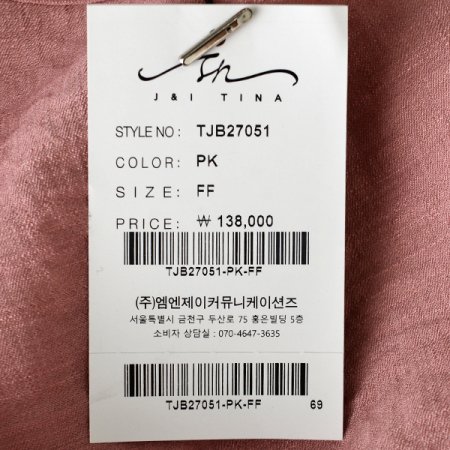 J & I TINA
STYLE NO : TJB27051
COLOR: PK
SIZE: FF
PRICE: ₩ 138,000
TJB27051-PK-FF
(주)엠엔제이커뮤니케이션즈
서울특별시 금천구 두산로 75 홍은빌딩 5층
소비자 상담실 : 070-4647-3635
TJB27051-PK-FF 69